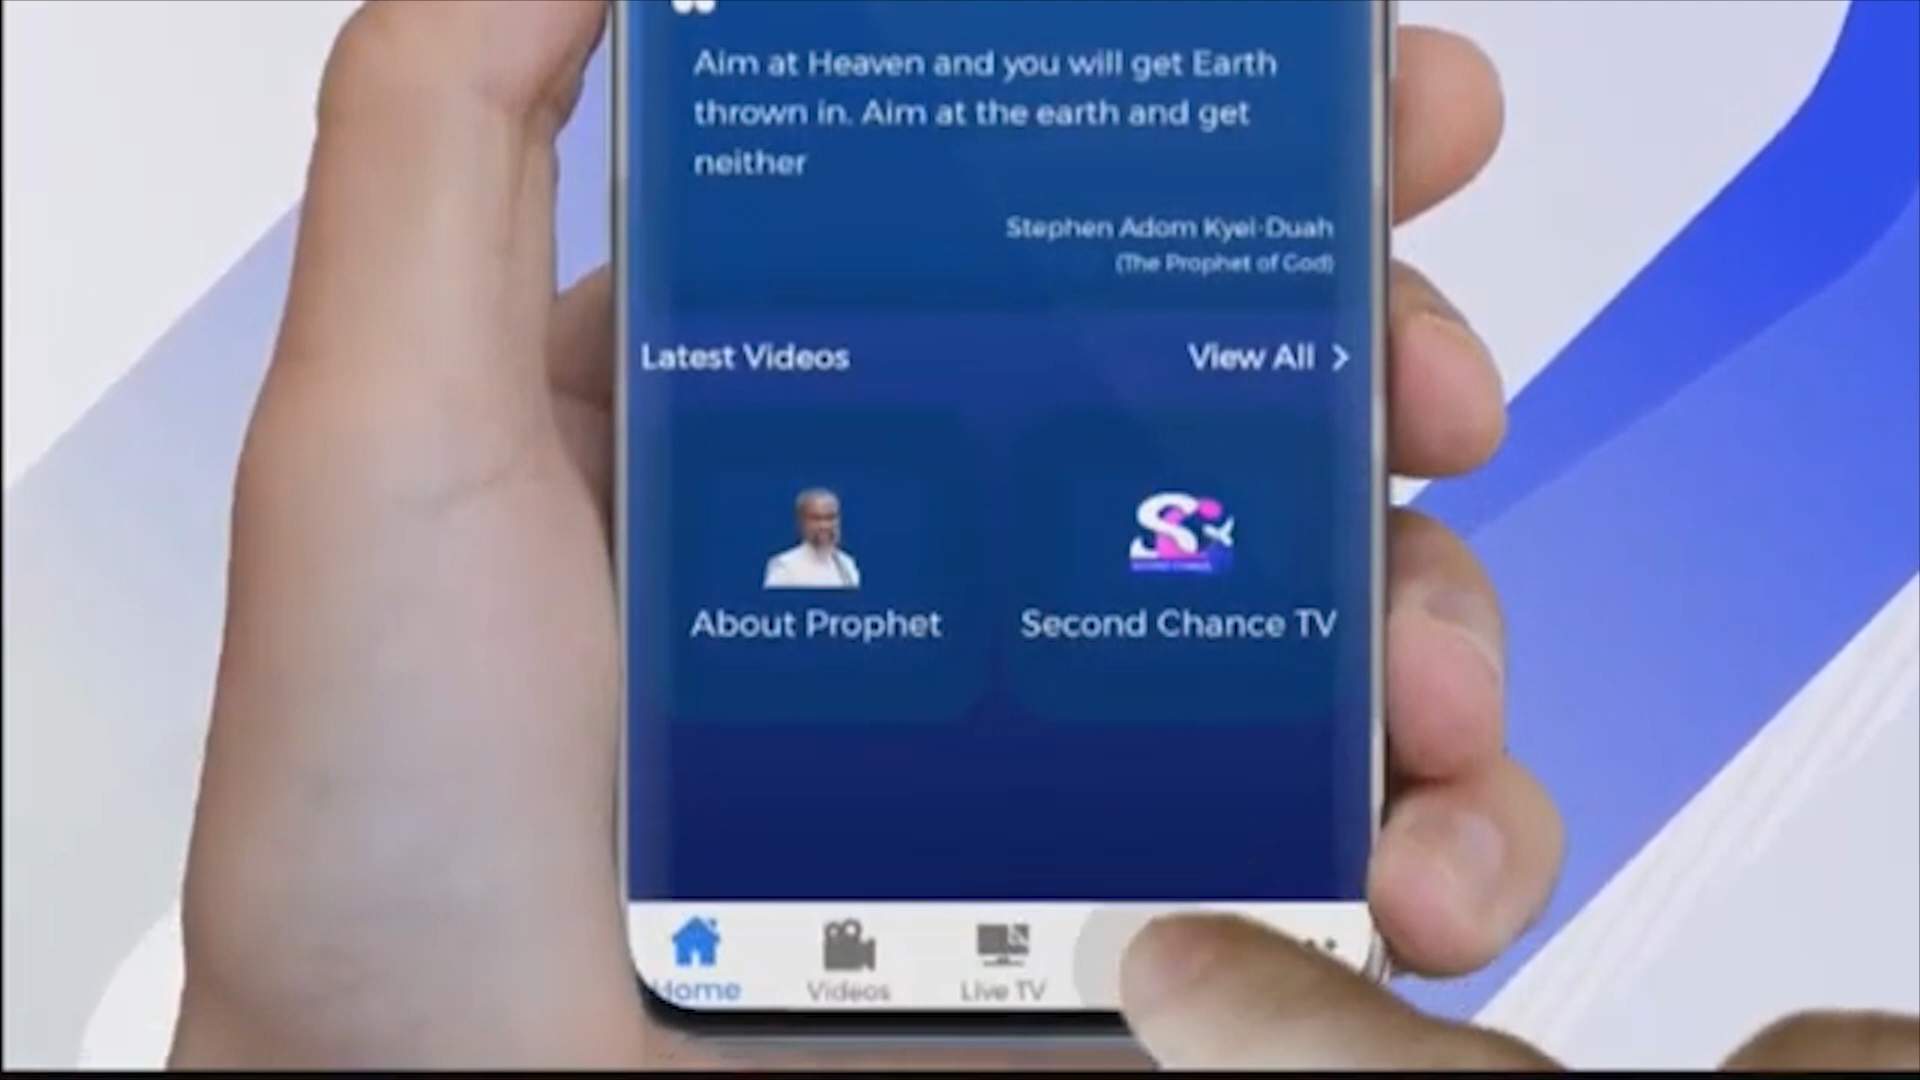 Aim at Heaven and you will get Earth
thrown in. Aim at the earth and get
neither
Stephen Adom Kyei-Duah
(The Prophet of God)
Latest Videos
View All >
About Prophet
Second Chance TV
Home
Videos
Live TV